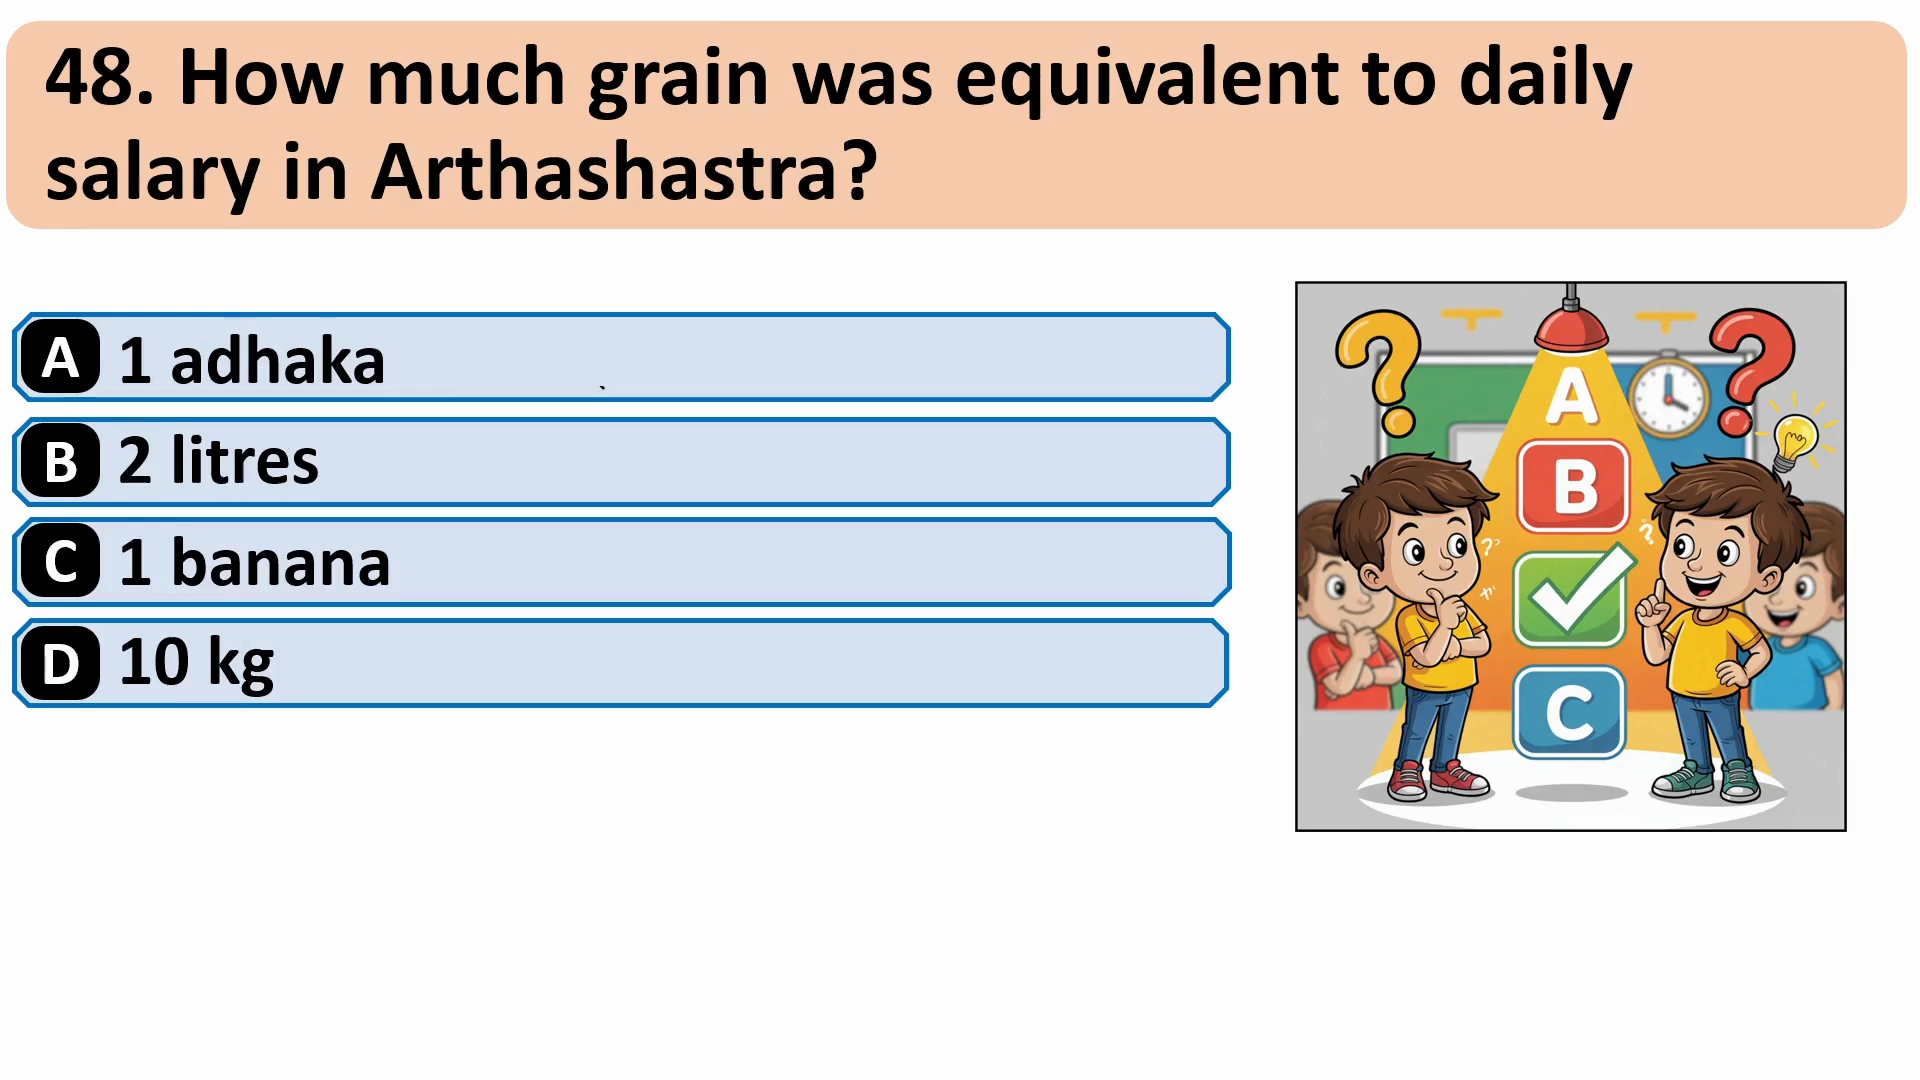 48. How much grain was equivalent to daily
salary in Arthashastra?
A 1 adhaka
B 2 litres
C 1 banana
D 10 kg
? ?
A
B
C
? ?